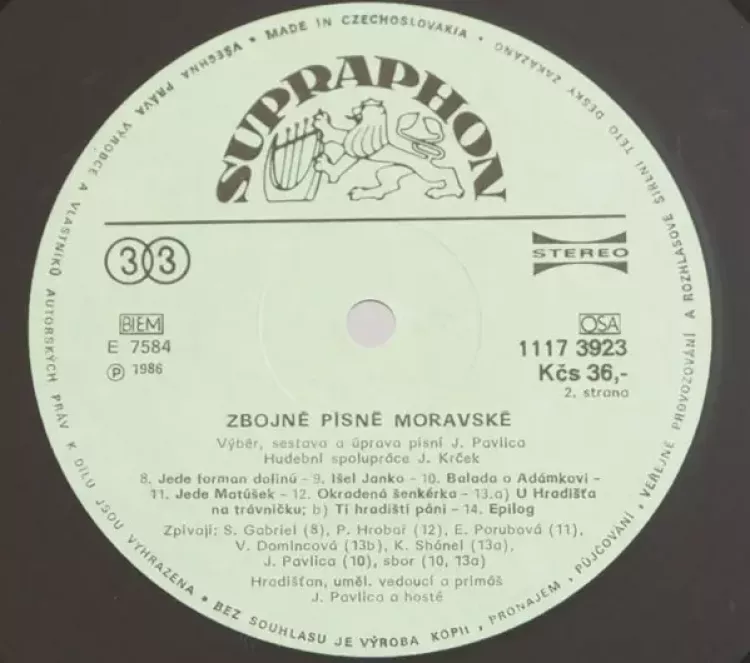 VŠECHNA PRÁVA VÝROBCE A VLASTNÍKŮ AUTORSKÝCH PRÁV K DÍLU JSOU VYHRAZENA • BEZ SOUHLASU JE VÝROBA KOPIÍ, PRONÁJEM, PŮJČOVÁNÍ, VEŘEJNÉ PROVOZOVÁNÍ A ROZHLASOVÉ ŠÍŘENÍ TÉTO DESKY ZAKÁZÁNO • MADE IN CZECHOSLOVAKIA •
SUPRAPHON
33
STEREO
BIEM
OSA
E 7584
1117 3923
Ⓟ 1986
Kčs 36,-
2. strana
ZBOJNÉ PÍSNĚ MORAVSKÉ
Výběr, sestava a úprava písní J. Pavlica
Hudební spolupráce J. Krček
8. Jede forman dolinú – 9. Išel Janko – 10. Balada o Adámkovi –
11. Jede Matúšek – 12. Okradená šenkérka – 13.a) U Hradišťa
na trávničku; b) Ti hradiští páni – 14. Epilog
Zpívají: S. Gabriel (8), P. Hrobař (12), E. Porubová (11),
V. Domincová (13b), K. Shánel (13a),
J. Pavlica (10), sbor (10, 13a)
Hradišťan, uměl. vedoucí a primáš
J. Pavlica a hosté